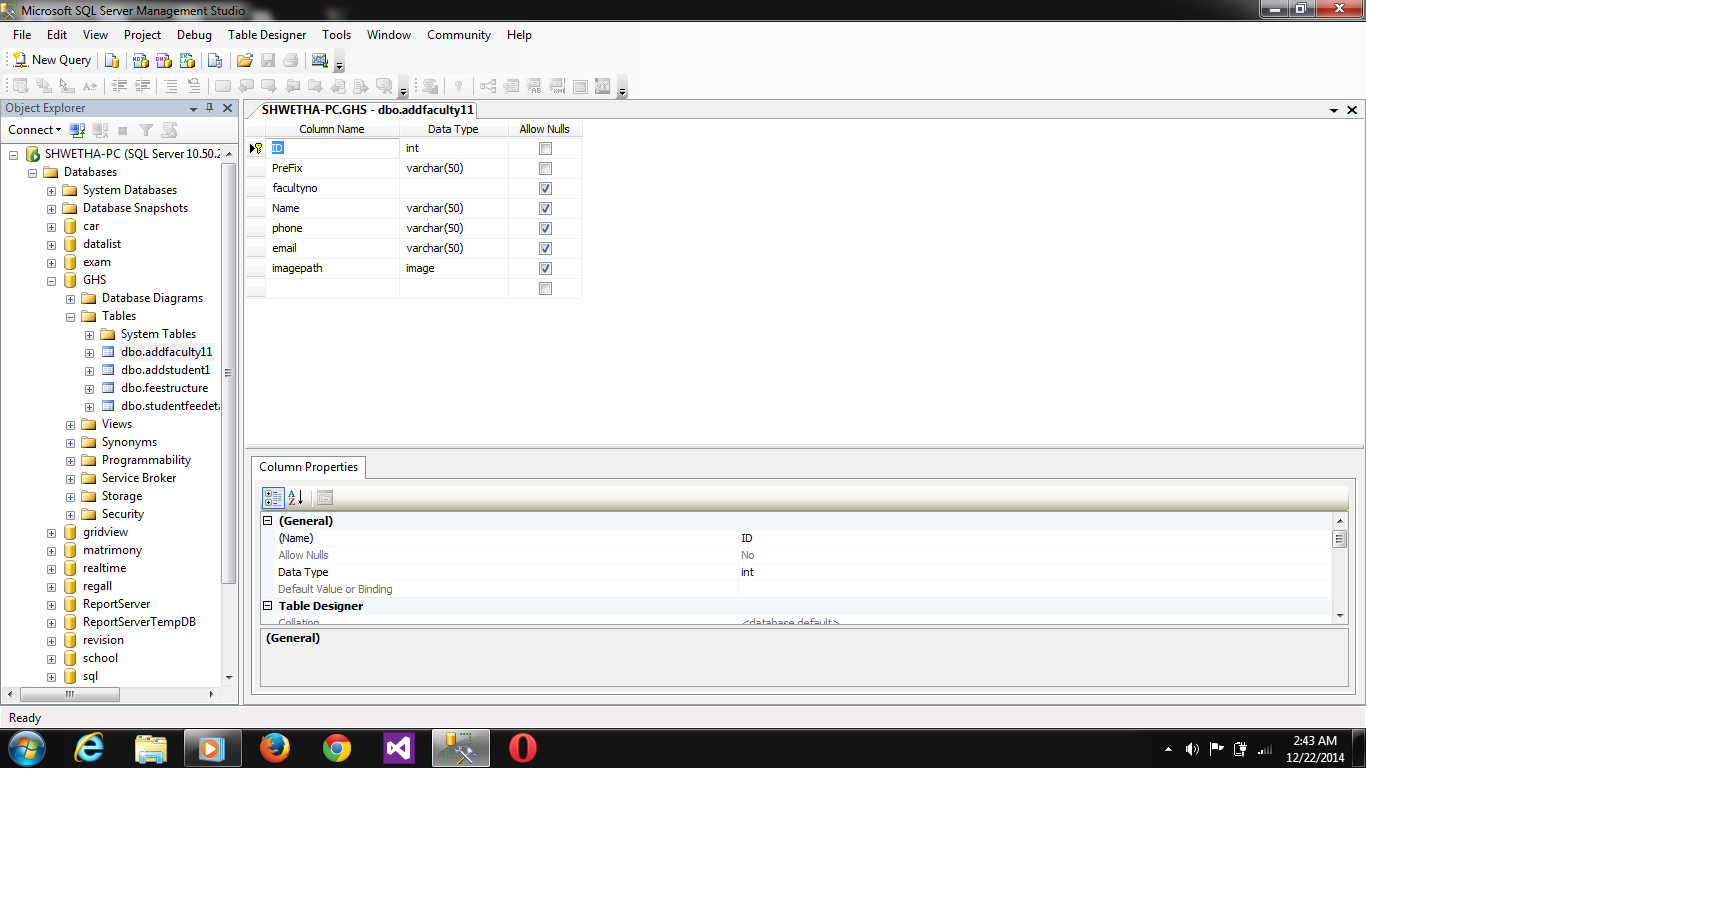 Microsoft SQL Server Management Studio
File Edit View Project Debug Table Designer Tools Window Community Help
New Query
Object Explorer
Connect
SHWETHA-PC (SQL Server 10.50.2
Databases
System Databases
Database Snapshots
car
datalist
exam
GHS
Database Diagrams
Tables
System Tables
dbo.addfaculty11
dbo.addstudent1
dbo.feestructure
dbo.studentfeedeta
Views
Synonyms
Programmability
Service Broker
Storage
Security
gridview
matrimony
realtime
regall
ReportServer
ReportServerTempDB
revision
school
sql
SHWETHA-PC.GHS - dbo.addfaculty11
Column Name Data Type Allow Nulls
ID int
PreFix varchar(50)
facultyno
Name varchar(50)
phone varchar(50)
email varchar(50)
imagepath image
Column Properties
(General)
(Name) ID
Allow Nulls No
Data Type int
Default Value or Binding
Table Designer
Collation <database default>
(General)
Ready
2:43 AM
12/22/2014